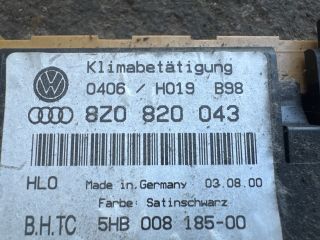 Klimabetätigung
0406 / H019 B98
8Z0 820 043
HLO Made in Germany 03.08.00
Farbe: Satinschwarz
B.H.TC 5HB 008 185-00